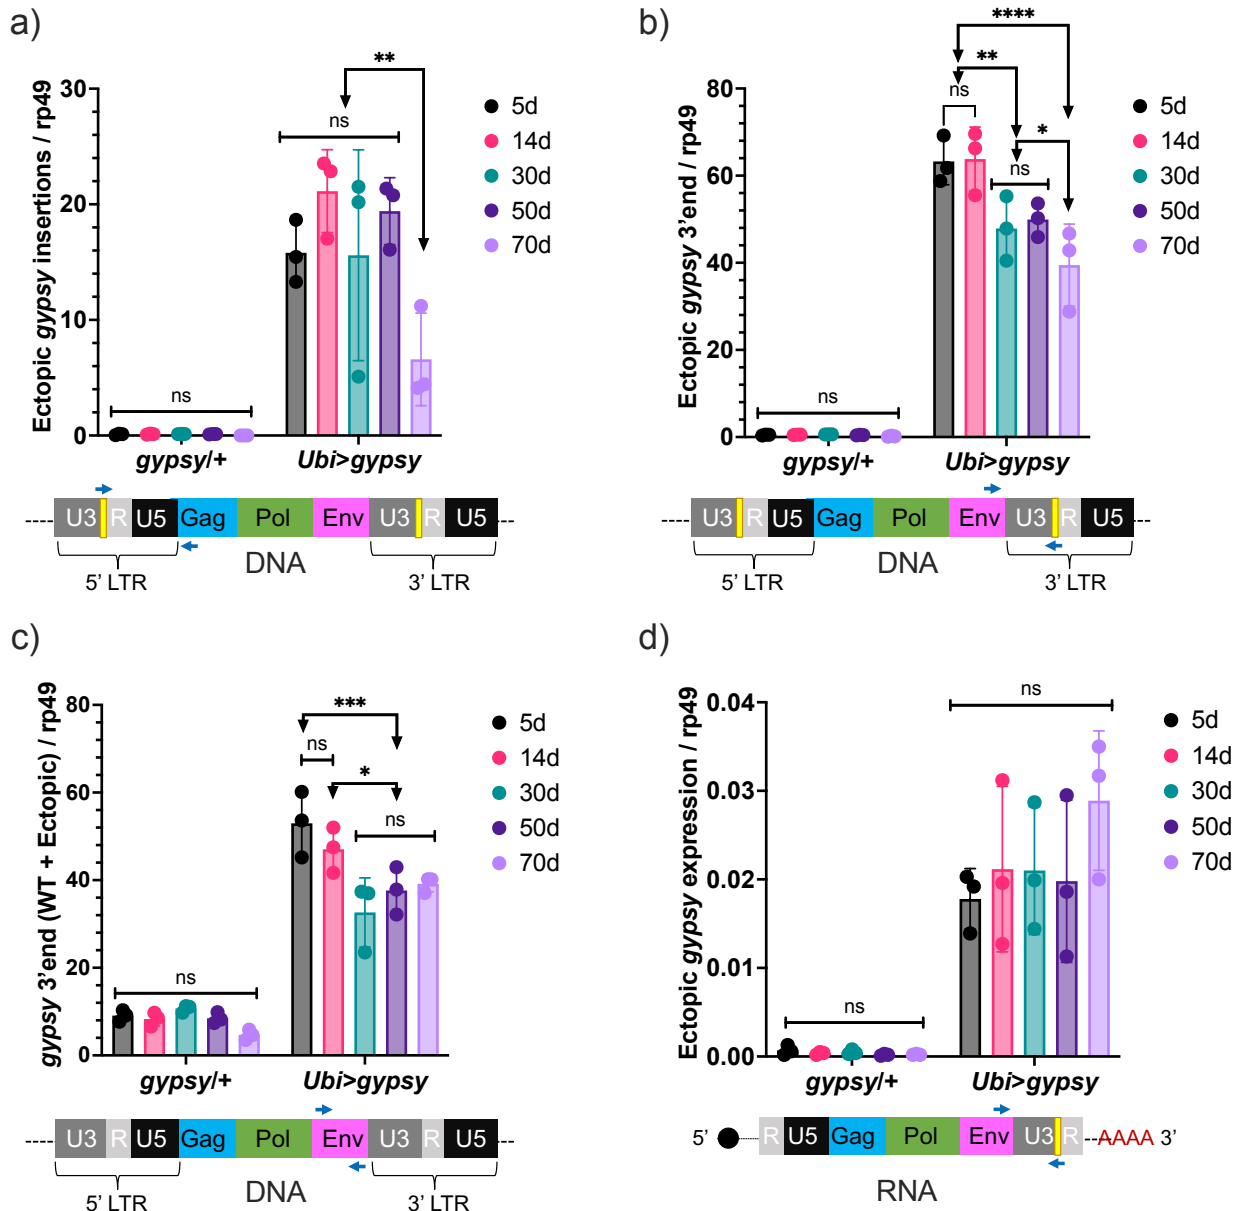 a)
Ectopic gypsy insertions / rp49
30
20
10
0
**
ns
ns
gypsy/+
Ubi>gypsy
5d
14d
30d
50d
70d
U3 R U5 Gag Pol Env U3 R U5
5’ LTR
DNA
3’ LTR
b)
Ectopic gypsy 3’end / rp49
80
60
40
20
0
****
**
ns
*
ns
ns
gypsy/+
Ubi>gypsy
5d
14d
30d
50d
70d
U3 R U5 Gag Pol Env U3 R U5
5’ LTR
DNA
3’ LTR
c)
gypsy 3’end (WT + Ectopic) / rp49
80
60
40
20
0
***
ns
*
ns
ns
gypsy/+
Ubi>gypsy
5d
14d
30d
50d
70d
U3 R U5 Gag Pol Env U3 R U5
5’ LTR
DNA
3’ LTR
d)
Ectopic gypsy expression / rp49
0.04
0.03
0.02
0.01
0.00
ns
ns
gypsy/+
Ubi>gypsy
5d
14d
30d
50d
70d
5’ R U5 Gag Pol Env U3 R AAAA 3’
RNA